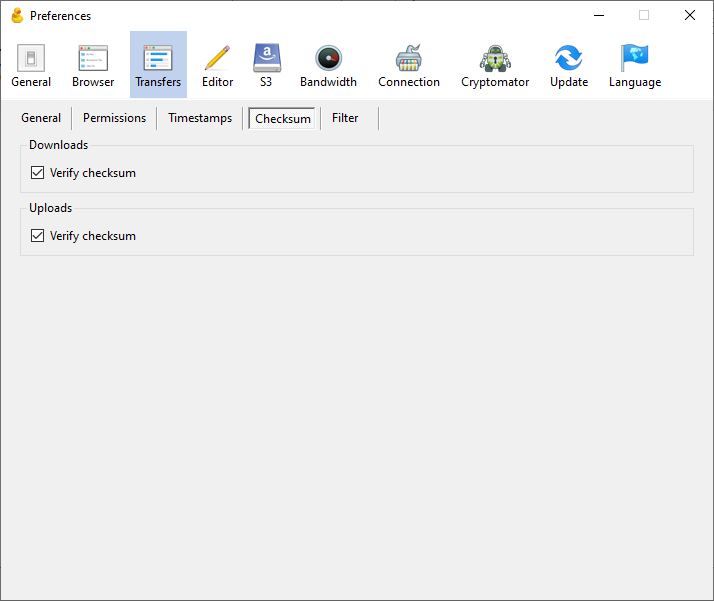 Preferences
General Browser Transfers Editor S3 Bandwidth Connection Cryptomator Update Language
General Permissions Timestamps Checksum Filter
Downloads
Verify checksum
Uploads
Verify checksum